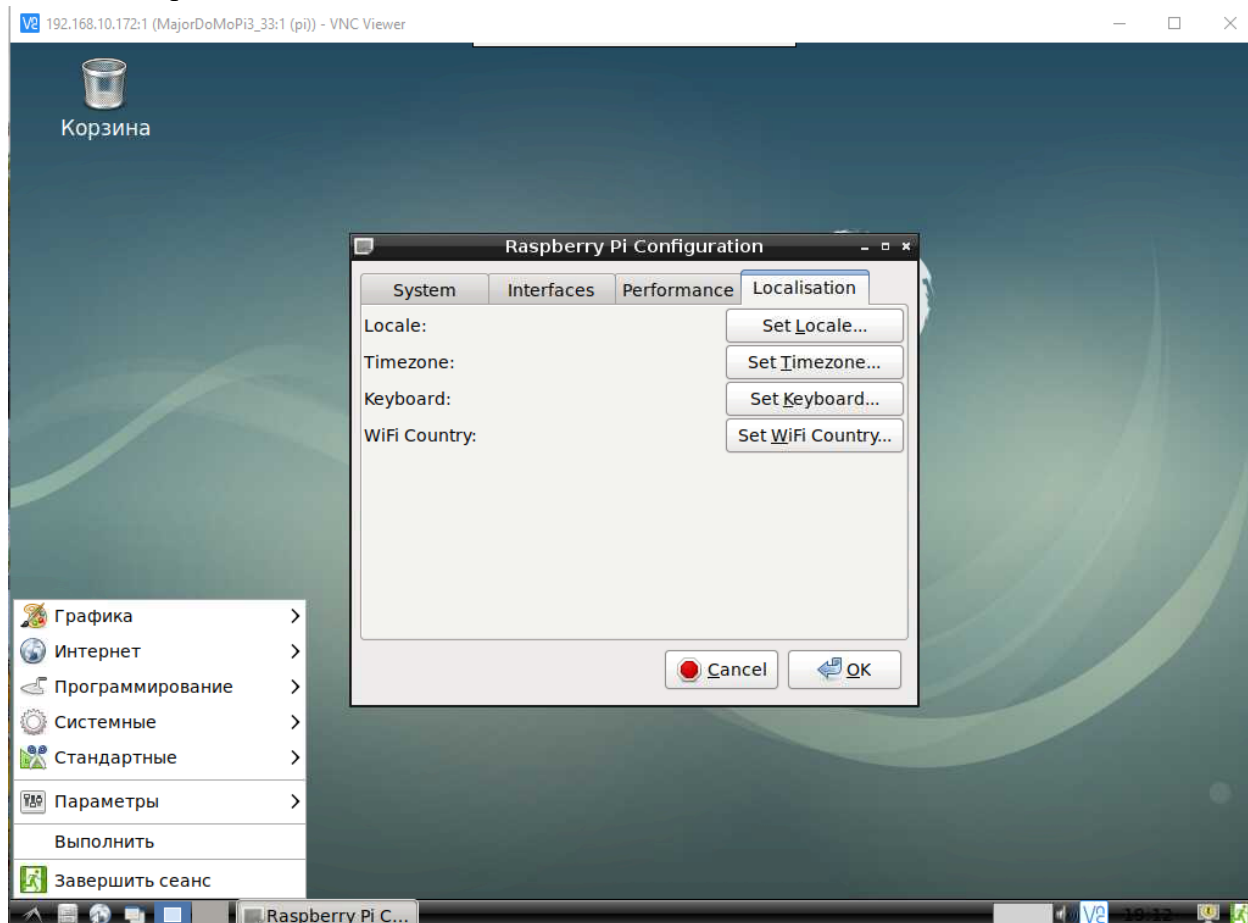 192.168.10.172:1 (MajorDoMoPi3_33:1 (pi)) - VNC Viewer
Корзина
Raspberry Pi Configuration
System Interfaces Performance Localisation
Locale: Set Locale...
Timezone: Set Timezone...
Keyboard: Set Keyboard...
WiFi Country: Set WiFi Country...
Cancel OK
Графика
Интернет
Программирование
Системные
Стандартные
Параметры
Выполнить
Завершить сеанс
Raspberry Pi C... 19:12